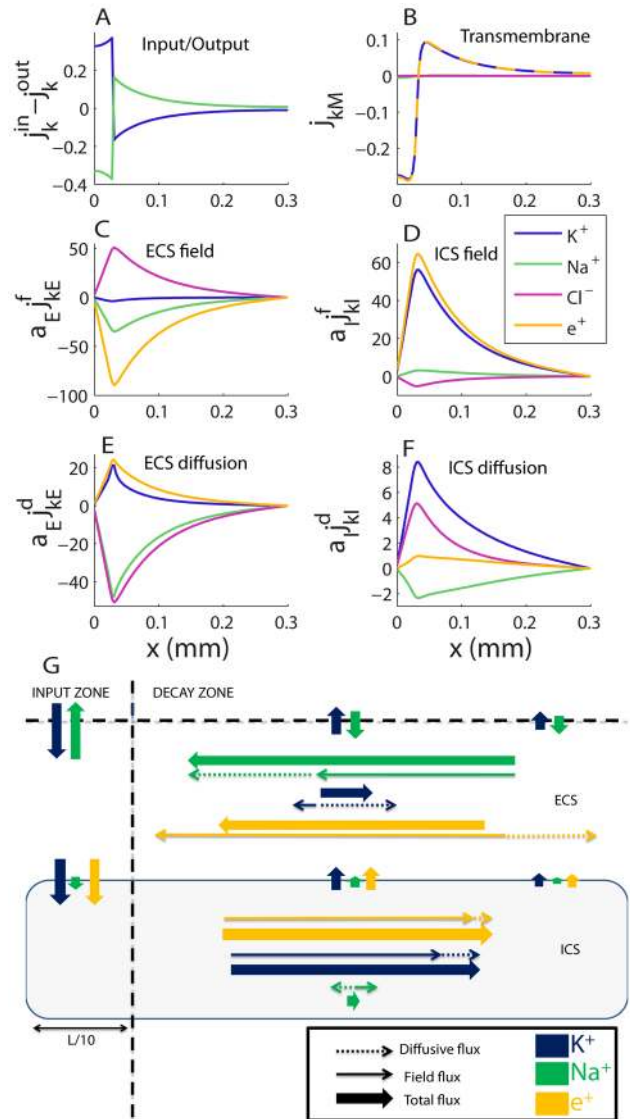 A
Input/Output
j_k^in - j_k^out
0.2
0
−0.2
−0.4
0
0.1
0.2
0.3
B
Transmembrane
j_kM
0.1
0
−0.1
−0.2
0
0.1
0.2
0.3
C
ECS field
a_E j_kE^f
50
0
−50
−100
0
0.1
0.2
0.3
D
ICS field
a_I j_kI^f
60
40
20
0
0
0.1
0.2
0.3
K⁺
Na⁺
Cl⁻
e⁺
E
ECS diffusion
a_E j_kE^d
20
0
−20
−40
0
0.1
0.2
0.3
x (mm)
F
ICS diffusion
a_I j_kI^d
8
6
4
2
0
−2
0
0.1
0.2
0.3
x (mm)
G
INPUT ZONE
DECAY ZONE
ECS
ICS
L/10
Diffusive flux
Field flux
Total flux
K⁺
Na⁺
e⁺